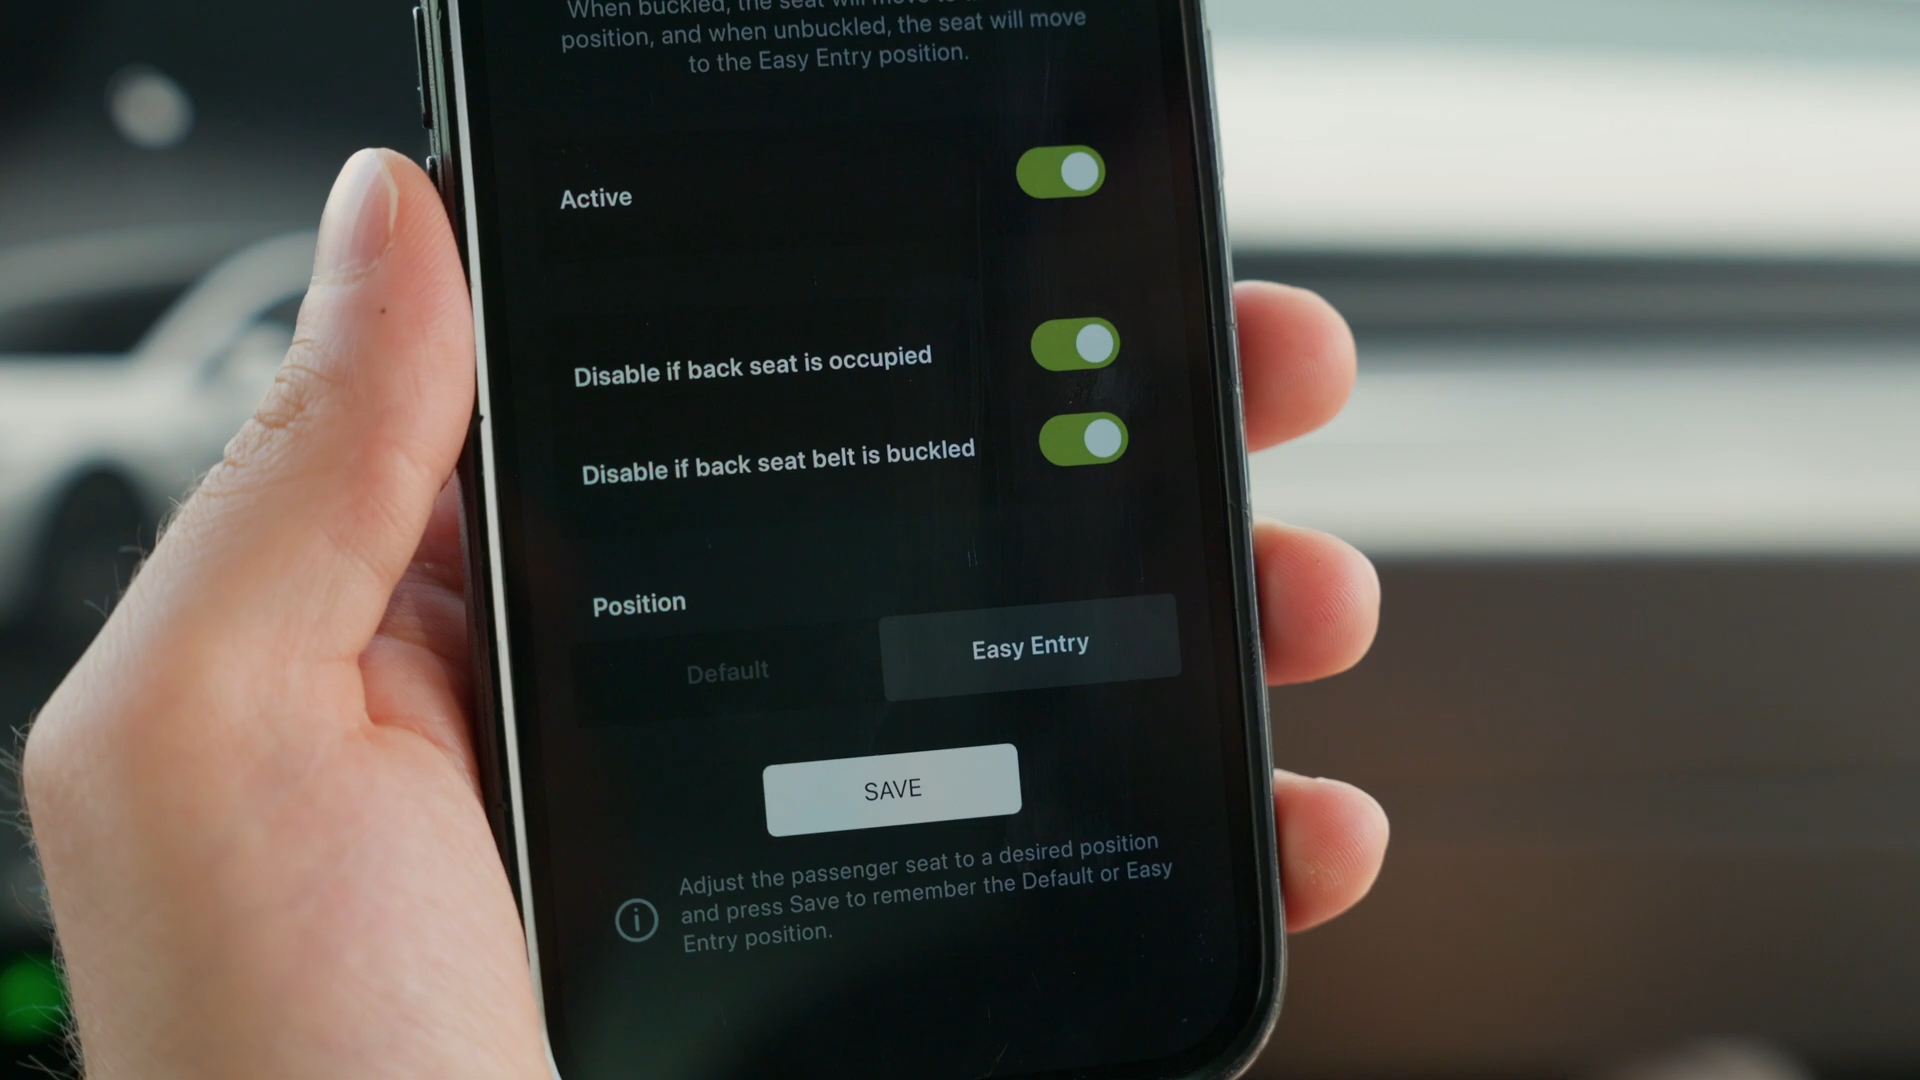 When buckled, the seat will move to
position, and when unbuckled, the seat will move
to the Easy Entry position.
Active
Disable if back seat is occupied
Disable if back seat belt is buckled
Position
Default
Easy Entry
SAVE
Adjust the passenger seat to a desired position
and press Save to remember the Default or Easy
Entry position.